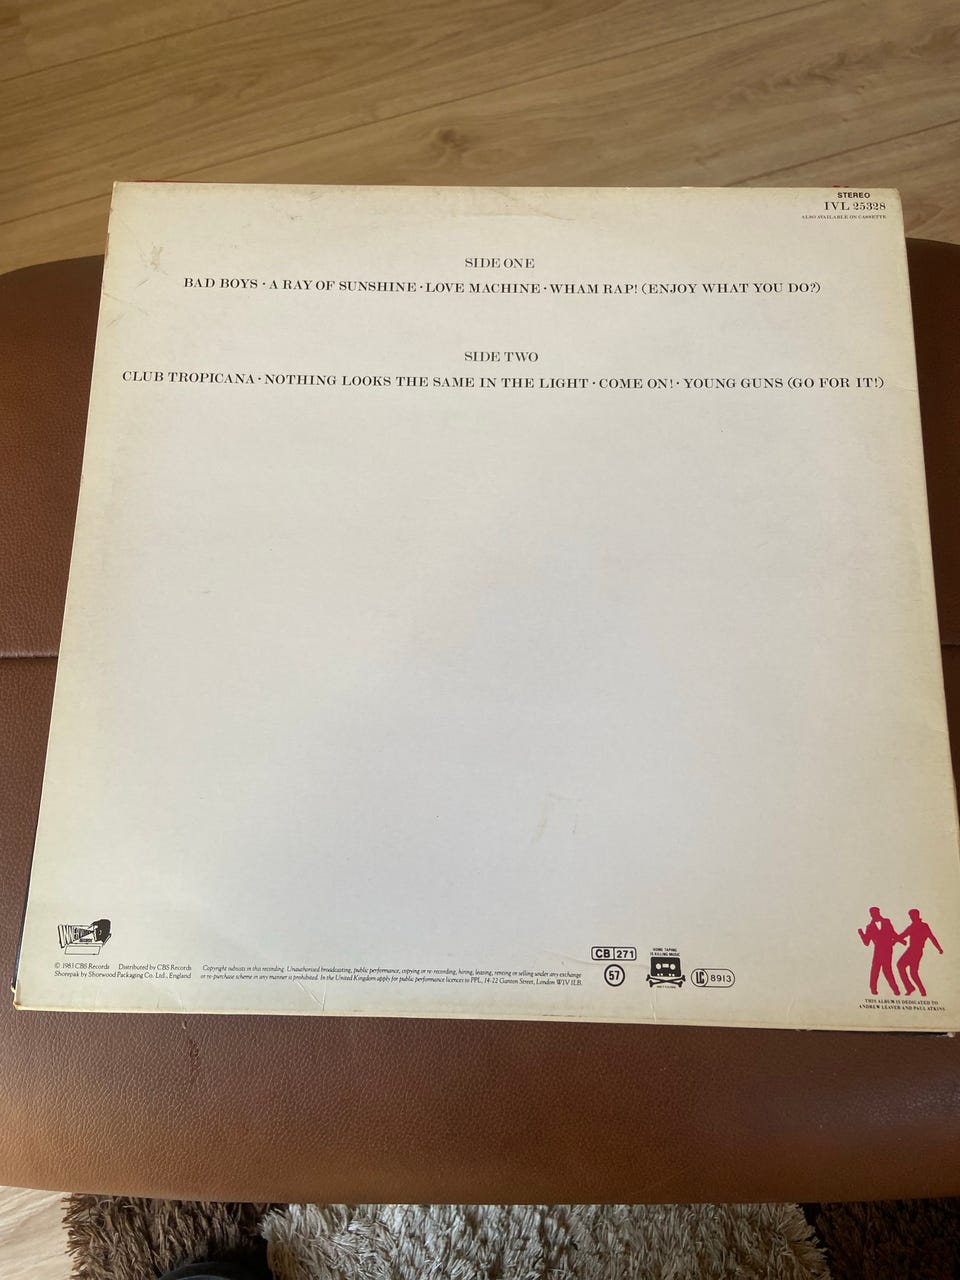 STEREO
IVL 25328
ALSO AVAILABLE ON CASSETTE
SIDE ONE
BAD BOYS · A RAY OF SUNSHINE · LOVE MACHINE · WHAM RAP! (ENJOY WHAT YOU DO?)
SIDE TWO
CLUB TROPICANA · NOTHING LOOKS THE SAME IN THE LIGHT · COME ON! · YOUNG GUNS (GO FOR IT!)
INNERVISION
© 1983 CBS Records Distributed by CBS Records
Shorepak by Shorwood Packaging Co. Ltd., England
Copyright subsists in this recording. Unauthorised broadcasting, public performance, copying or re-recording, hiring, leasing, renting or selling under any exchange
or re-purchase scheme in any manner is prohibited. In the United Kingdom apply for public performance licences to PPL, 14-22 Ganton Street, London W1V 1LB.
CB 271
57
HOME TAPING
IS KILLING MUSIC
LC 8913
THIS ALBUM IS DEDICATED TO
ANDREW LEAVER AND PAUL ATKINS